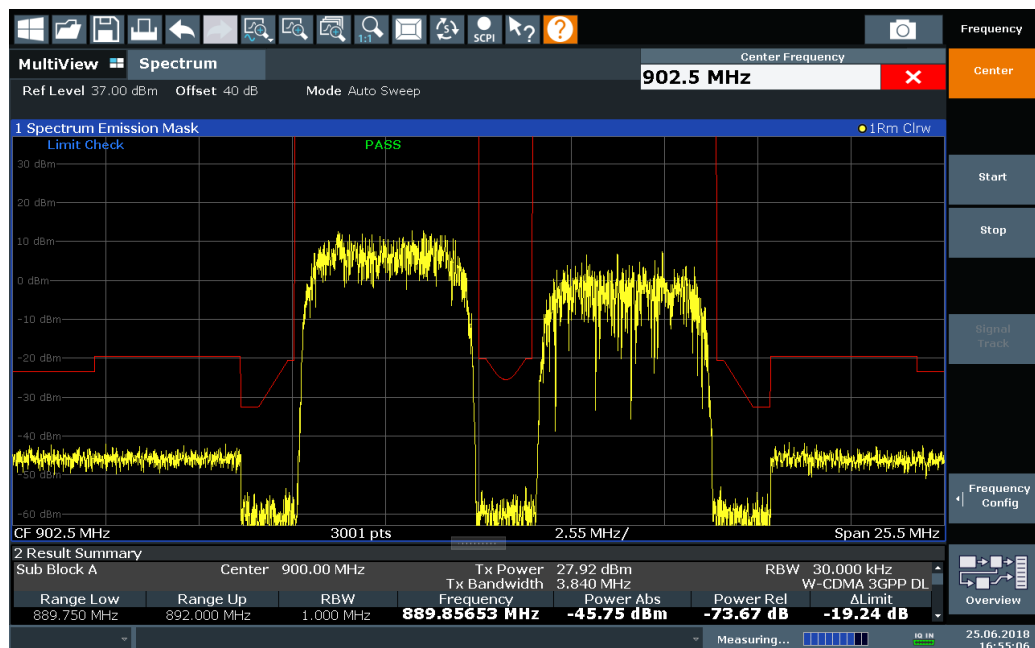 1:1
SCPI
Frequency
MultiView Spectrum
Center Frequency
902.5 MHz
Center
Ref Level 37.00 dBm Offset 40 dB Mode Auto Sweep
1 Spectrum Emission Mask 1Rm Clrw
Limit Check PASS
30 dBm
20 dBm
10 dBm
0 dBm
-10 dBm
-20 dBm
-30 dBm
-40 dBm
-50 dBm
-60 dBm
Start
Stop
Signal
Track
Frequency
Config
CF 902.5 MHz 3001 pts 2.55 MHz/ Span 25.5 MHz
2 Result Summary
Sub Block A Center 900.00 MHz Tx Power 27.92 dBm RBW 30.000 kHz
Tx Bandwidth 3.840 MHz W-CDMA 3GPP DL
Range Low Range Up RBW Frequency Power Abs Power Rel ΔLimit
889.750 MHz 892.000 MHz 1.000 MHz 889.85653 MHz -45.75 dBm -73.67 dB -19.24 dB
Overview
Measuring... IQ IN 25.06.2018
16:55:06